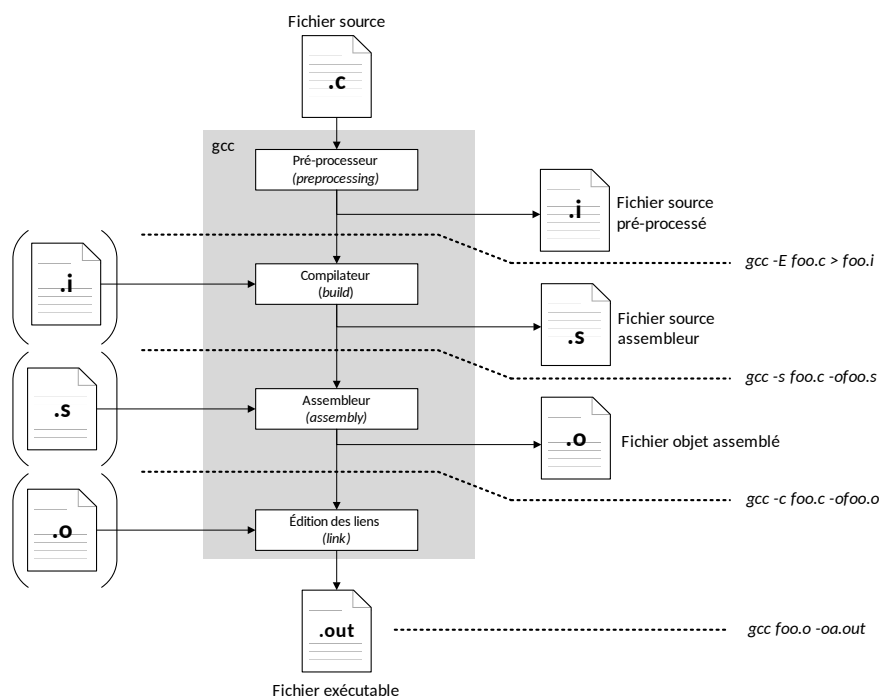 Fichier source
.c
gcc
Pré-processeur
(preprocessing)
.i
Fichier source
pré-processé
gcc -E foo.c > foo.i
.i
Compilateur
(build)
.s
Fichier source
assembleur
gcc -s foo.c -ofoo.s
.s
Assembleur
(assembly)
.o
Fichier objet assemblé
gcc -c foo.c -ofoo.o
.o
Édition des liens
(link)
.out
gcc foo.o -oa.out
Fichier exécutable